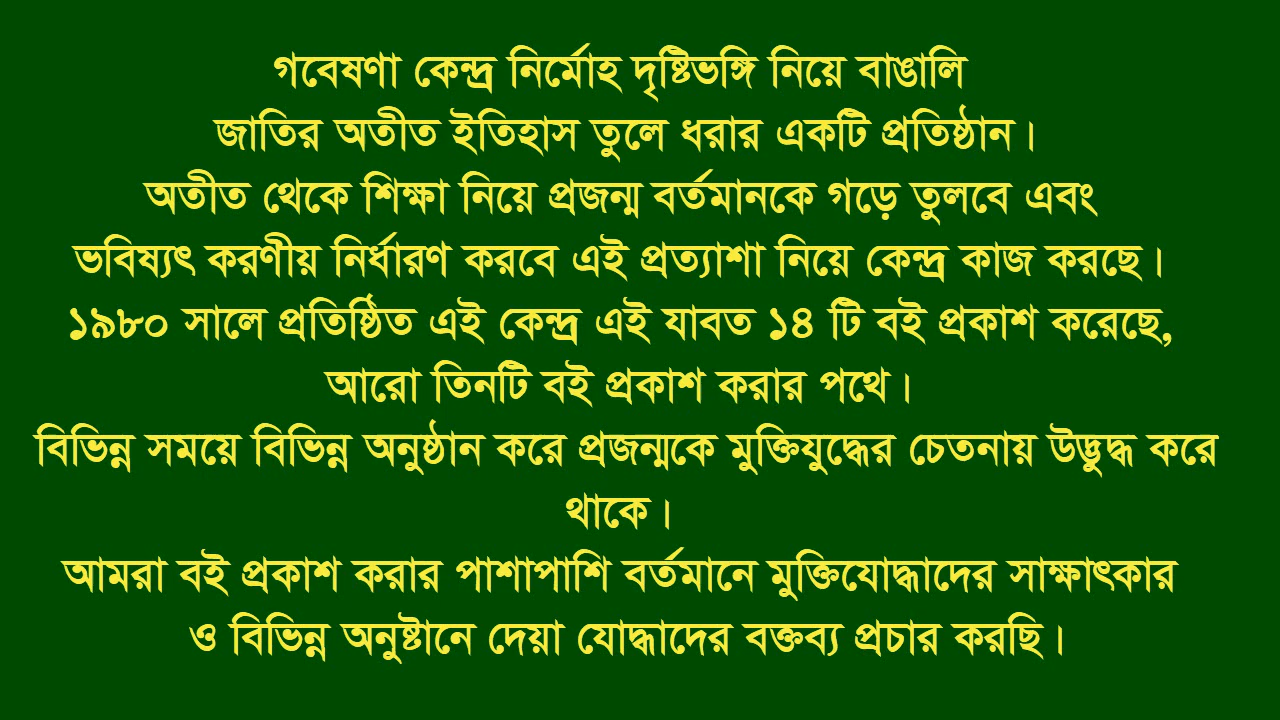 গবেষণা কেন্দ্র নির্মোহ দৃষ্টিভঙ্গি নিয়ে বাঙালি
জাতির অতীত ইতিহাস তুলে ধরার একটি প্রতিষ্ঠান।
অতীত থেকে শিক্ষা নিয়ে প্রজন্ম বর্তমানকে গড়ে তুলবে এবং
ভবিষ্যৎ করণীয় নির্ধারণ করবে এই প্রত্যাশা নিয়ে কেন্দ্র কাজ করছে।
১৯৮০ সালে প্রতিষ্ঠিত এই কেন্দ্র এই যাবত ১৪ টি বই প্রকাশ করেছে,
আরো তিনটি বই প্রকাশ করার পথে।
বিভিন্ন সময়ে বিভিন্ন অনুষ্ঠান করে প্রজন্মকে মুক্তিযুদ্ধের চেতনায় উদ্ভুদ্ধ করে
থাকে।
আমরা বই প্রকাশ করার পাশাপাশি বর্তমানে মুক্তিযোদ্ধাদের সাক্ষাৎকার
ও বিভিন্ন অনুষ্টানে দেয়া যোদ্ধাদের বক্তব্য প্রচার করছি।